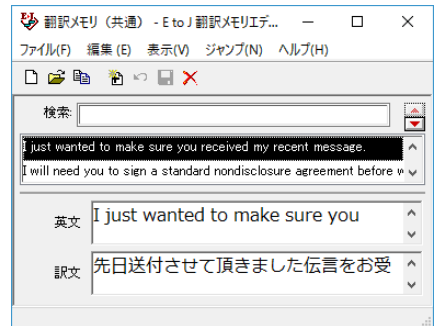 翻訳メモリ（共通） - E to J 翻訳メモリエデ...
ファイル(F) 編集(E) 表示(V) ジャンプ(N) ヘルプ(H)
検索:
I just wanted to make sure you received my recent message.
I will need you to sign a standard nondisclosure agreement before
英文
I just wanted to make sure you
訳文
先日送付させて頂きました伝言をお受